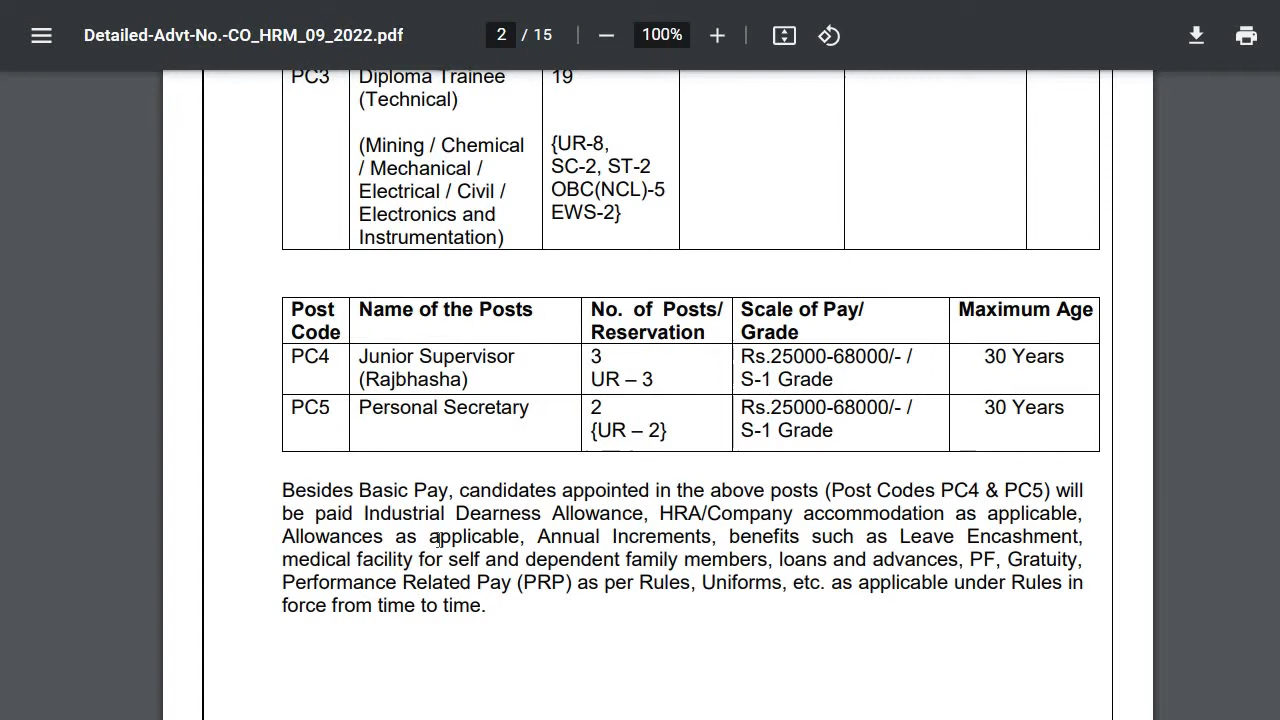 Detailed-Advt-No.-CO_HRM_09_2022.pdf 2 / 15 100%
PC3 Diploma Trainee 19
(Technical)
(Mining / Chemical {UR-8,
/ Mechanical / SC-2, ST-2
Electrical / Civil / OBC(NCL)-5
Electronics and EWS-2}
Instrumentation)
Post Name of the Posts No. of Posts/ Scale of Pay/ Maximum Age
Code Reservation Grade
PC4 Junior Supervisor 3 Rs.25000-68000/- / 30 Years
(Rajbhasha) UR – 3 S-1 Grade
PC5 Personal Secretary 2 Rs.25000-68000/- / 30 Years
{UR – 2} S-1 Grade
Besides Basic Pay, candidates appointed in the above posts (Post Codes PC4 & PC5) will
be paid Industrial Dearness Allowance, HRA/Company accommodation as applicable,
Allowances as applicable, Annual Increments, benefits such as Leave Encashment,
medical facility for self and dependent family members, loans and advances, PF, Gratuity,
Performance Related Pay (PRP) as per Rules, Uniforms, etc. as applicable under Rules in
force from time to time.